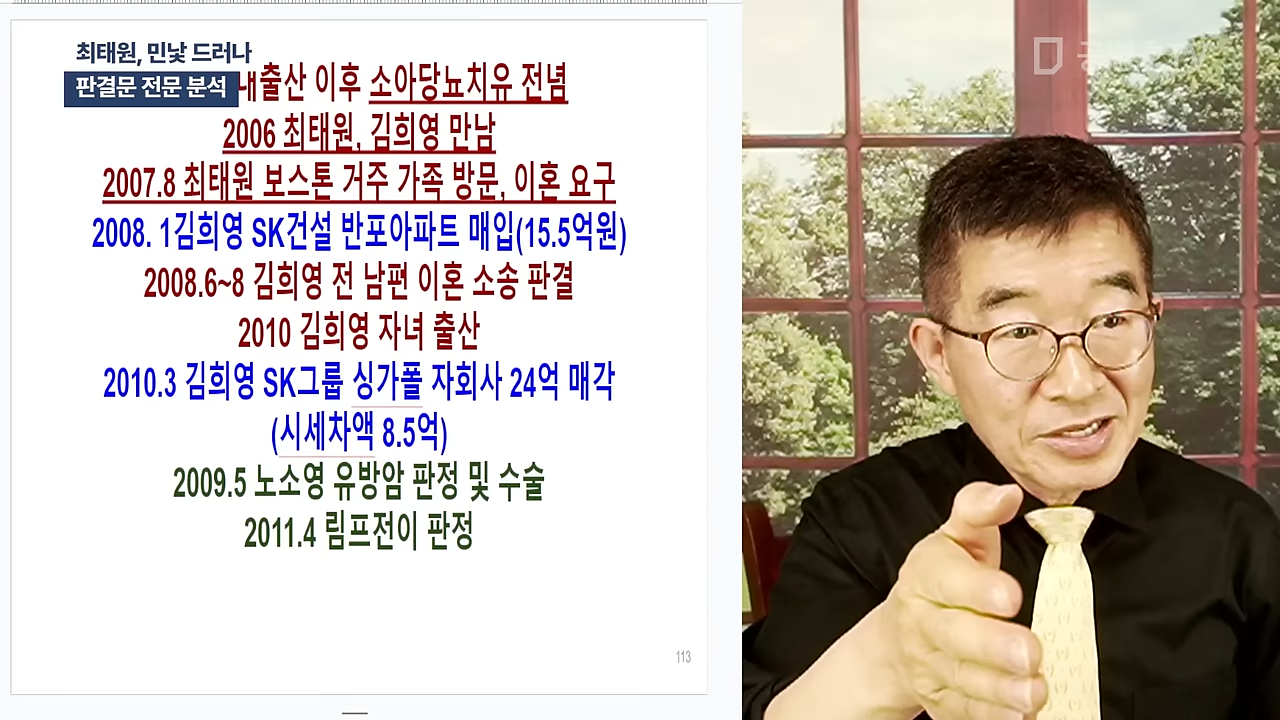 최태원, 민낯 드러나
판결문 전문 분석
출산 이후 소아당뇨치유 전념
2006 최태원, 김희영 만남
2007.8 최태원 보스톤 거주 가족 방문, 이혼 요구
2008. 1김희영 SK건설 반포아파트 매입(15.5억원)
2008.6~8 김희영 전 남편 이혼 소송 판결
2010 김희영 자녀 출산
2010.3 김희영 SK그룹 싱가폴 자회사 24억 매각
(시세차액 8.5억)
2009.5 노소영 유방암 판정 및 수술
2011.4 림프전이 판정
113